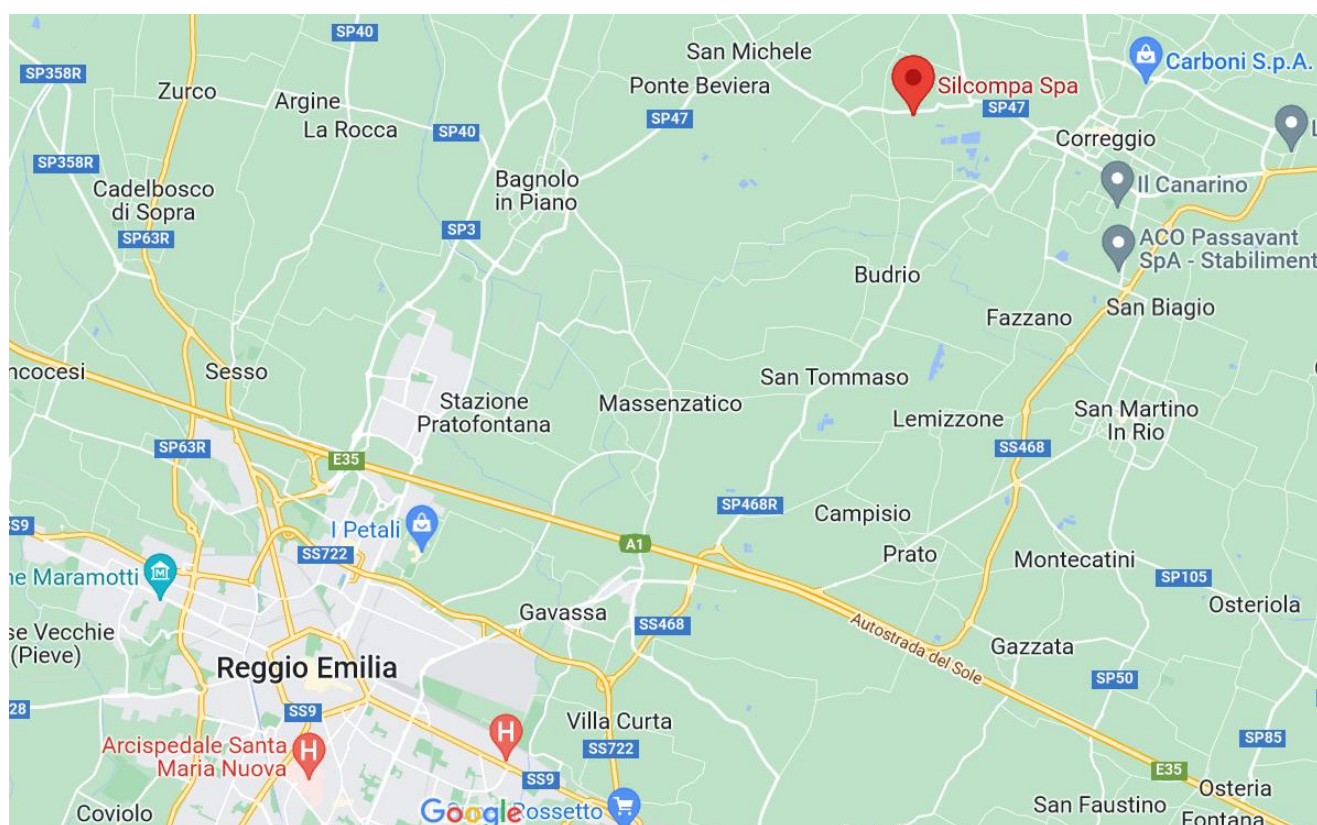 SP40
San Michele
Carboni S.p.A.
SP358R
Zurco
Argine
Ponte Beviera
Silcompa Spa
La Rocca
SP40
SP47
SP47
L
Correggio
SP358R
Cadelbosco
di Sopra
Bagnolo
in Piano
Il Canarino
SP63R
SP3
ACO Passavant
SpA - Stabiliment
Budrio
San Biagio
Fazzano
ncocesi
Sesso
San Tommaso
Stazione
Pratofontana
Massenzatico
Lemizzone
San Martino
In Rio
SP63R
E35
SS468
SP468R
Campisio
S9
I Petali
A1
SS722
Prato
Montecatini
ne Maramotti
M
SP105
Osteriola
Gavassa
SS468
se Vecchie
(Pieve)
Autostrada del Sole
Gazzata
Reggio Emilia
SP50
28
SS9
Villa Curta
H
Arcispedale Santa
Maria Nuova
H
SS722
SP85
SS9
E35
Osteria
San Faustino
Fontana
Coviolo
Google
ossetto